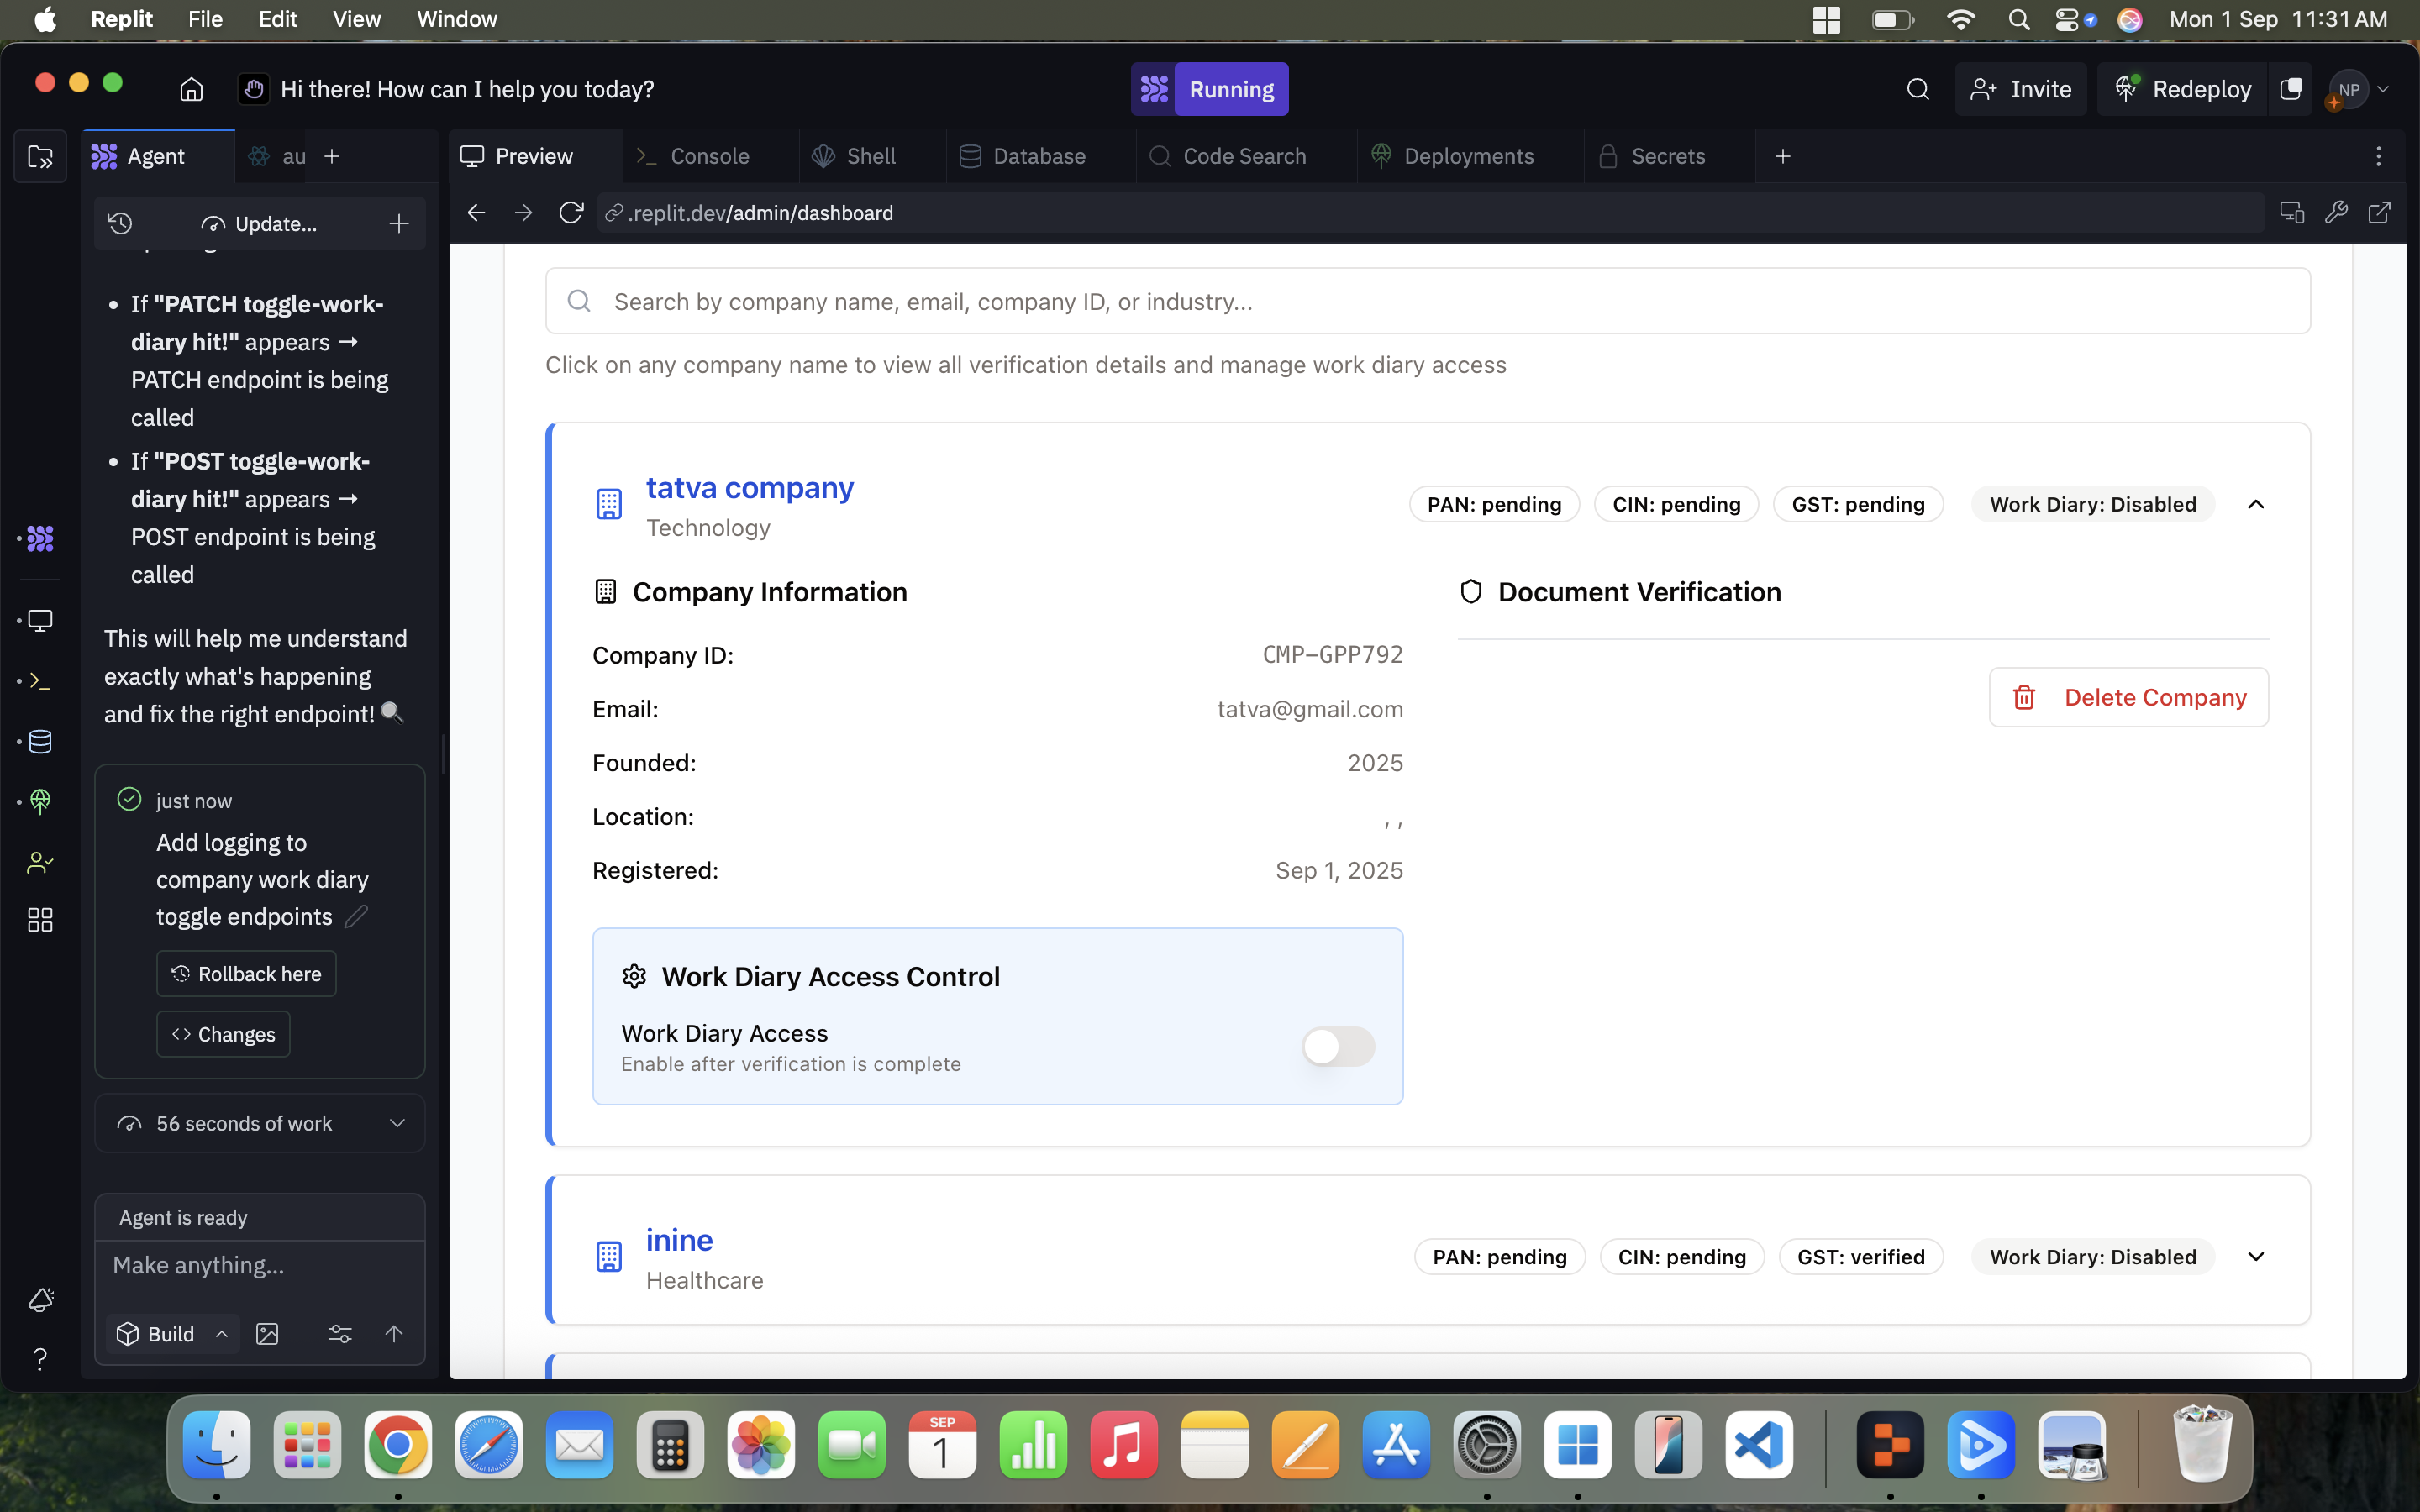 Replit File Edit View Window
Mon 1 Sep 11:31 AM
Hi there! How can I help you today?
Running
Invite
Redeploy
NP
Agent
au
Preview
Console
Shell
Database
Code Search
Deployments
Secrets
Update...
.replit.dev/admin/dashboard
• If "PATCH toggle-work-
diary hit!" appears →
PATCH endpoint is being
called
• If "POST toggle-work-
diary hit!" appears →
POST endpoint is being
called
This will help me understand
exactly what's happening
and fix the right endpoint! 🔍
just now
Add logging to
company work diary
toggle endpoints
Rollback here
Changes
56 seconds of work
Agent is ready
Make anything...
Build
Search by company name, email, company ID, or industry...
Click on any company name to view all verification details and manage work diary access
tatva company
Technology
PAN: pending
CIN: pending
GST: pending
Work Diary: Disabled
Company Information
Company ID: CMP-GPP792
Email: tatva@gmail.com
Founded: 2025
Location: , ,
Registered: Sep 1, 2025
Document Verification
Delete Company
Work Diary Access Control
Work Diary Access
Enable after verification is complete
inine
Healthcare
PAN: pending
CIN: pending
GST: verified
Work Diary: Disabled
SEP
1